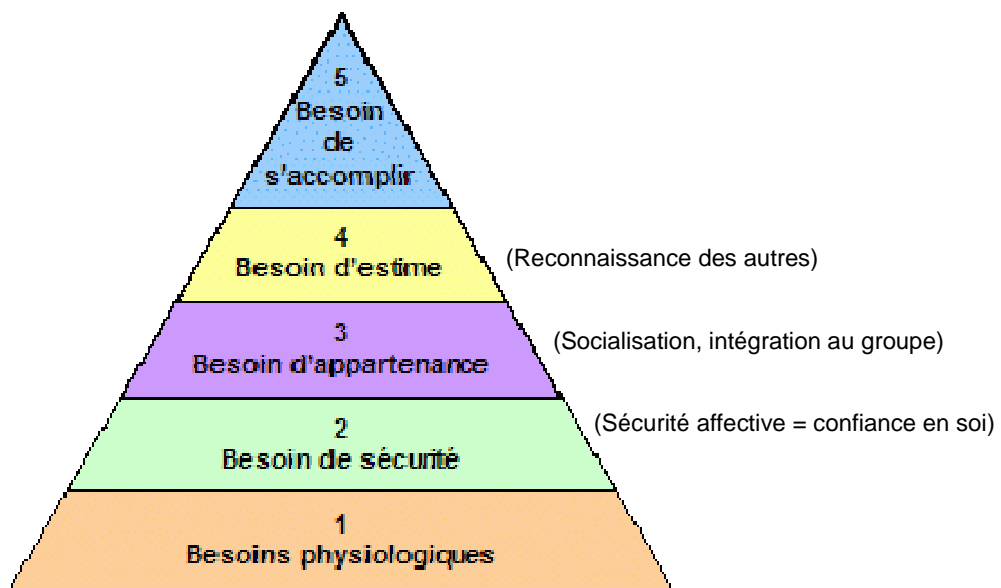 5
Besoin
de
s'accomplir
4
Besoin d'estime
(Reconnaissance des autres)
3
Besoin d'appartenance
(Socialisation, intégration au groupe)
2
Besoin de sécurité
(Sécurité affective = confiance en soi)
1
Besoins physiologiques